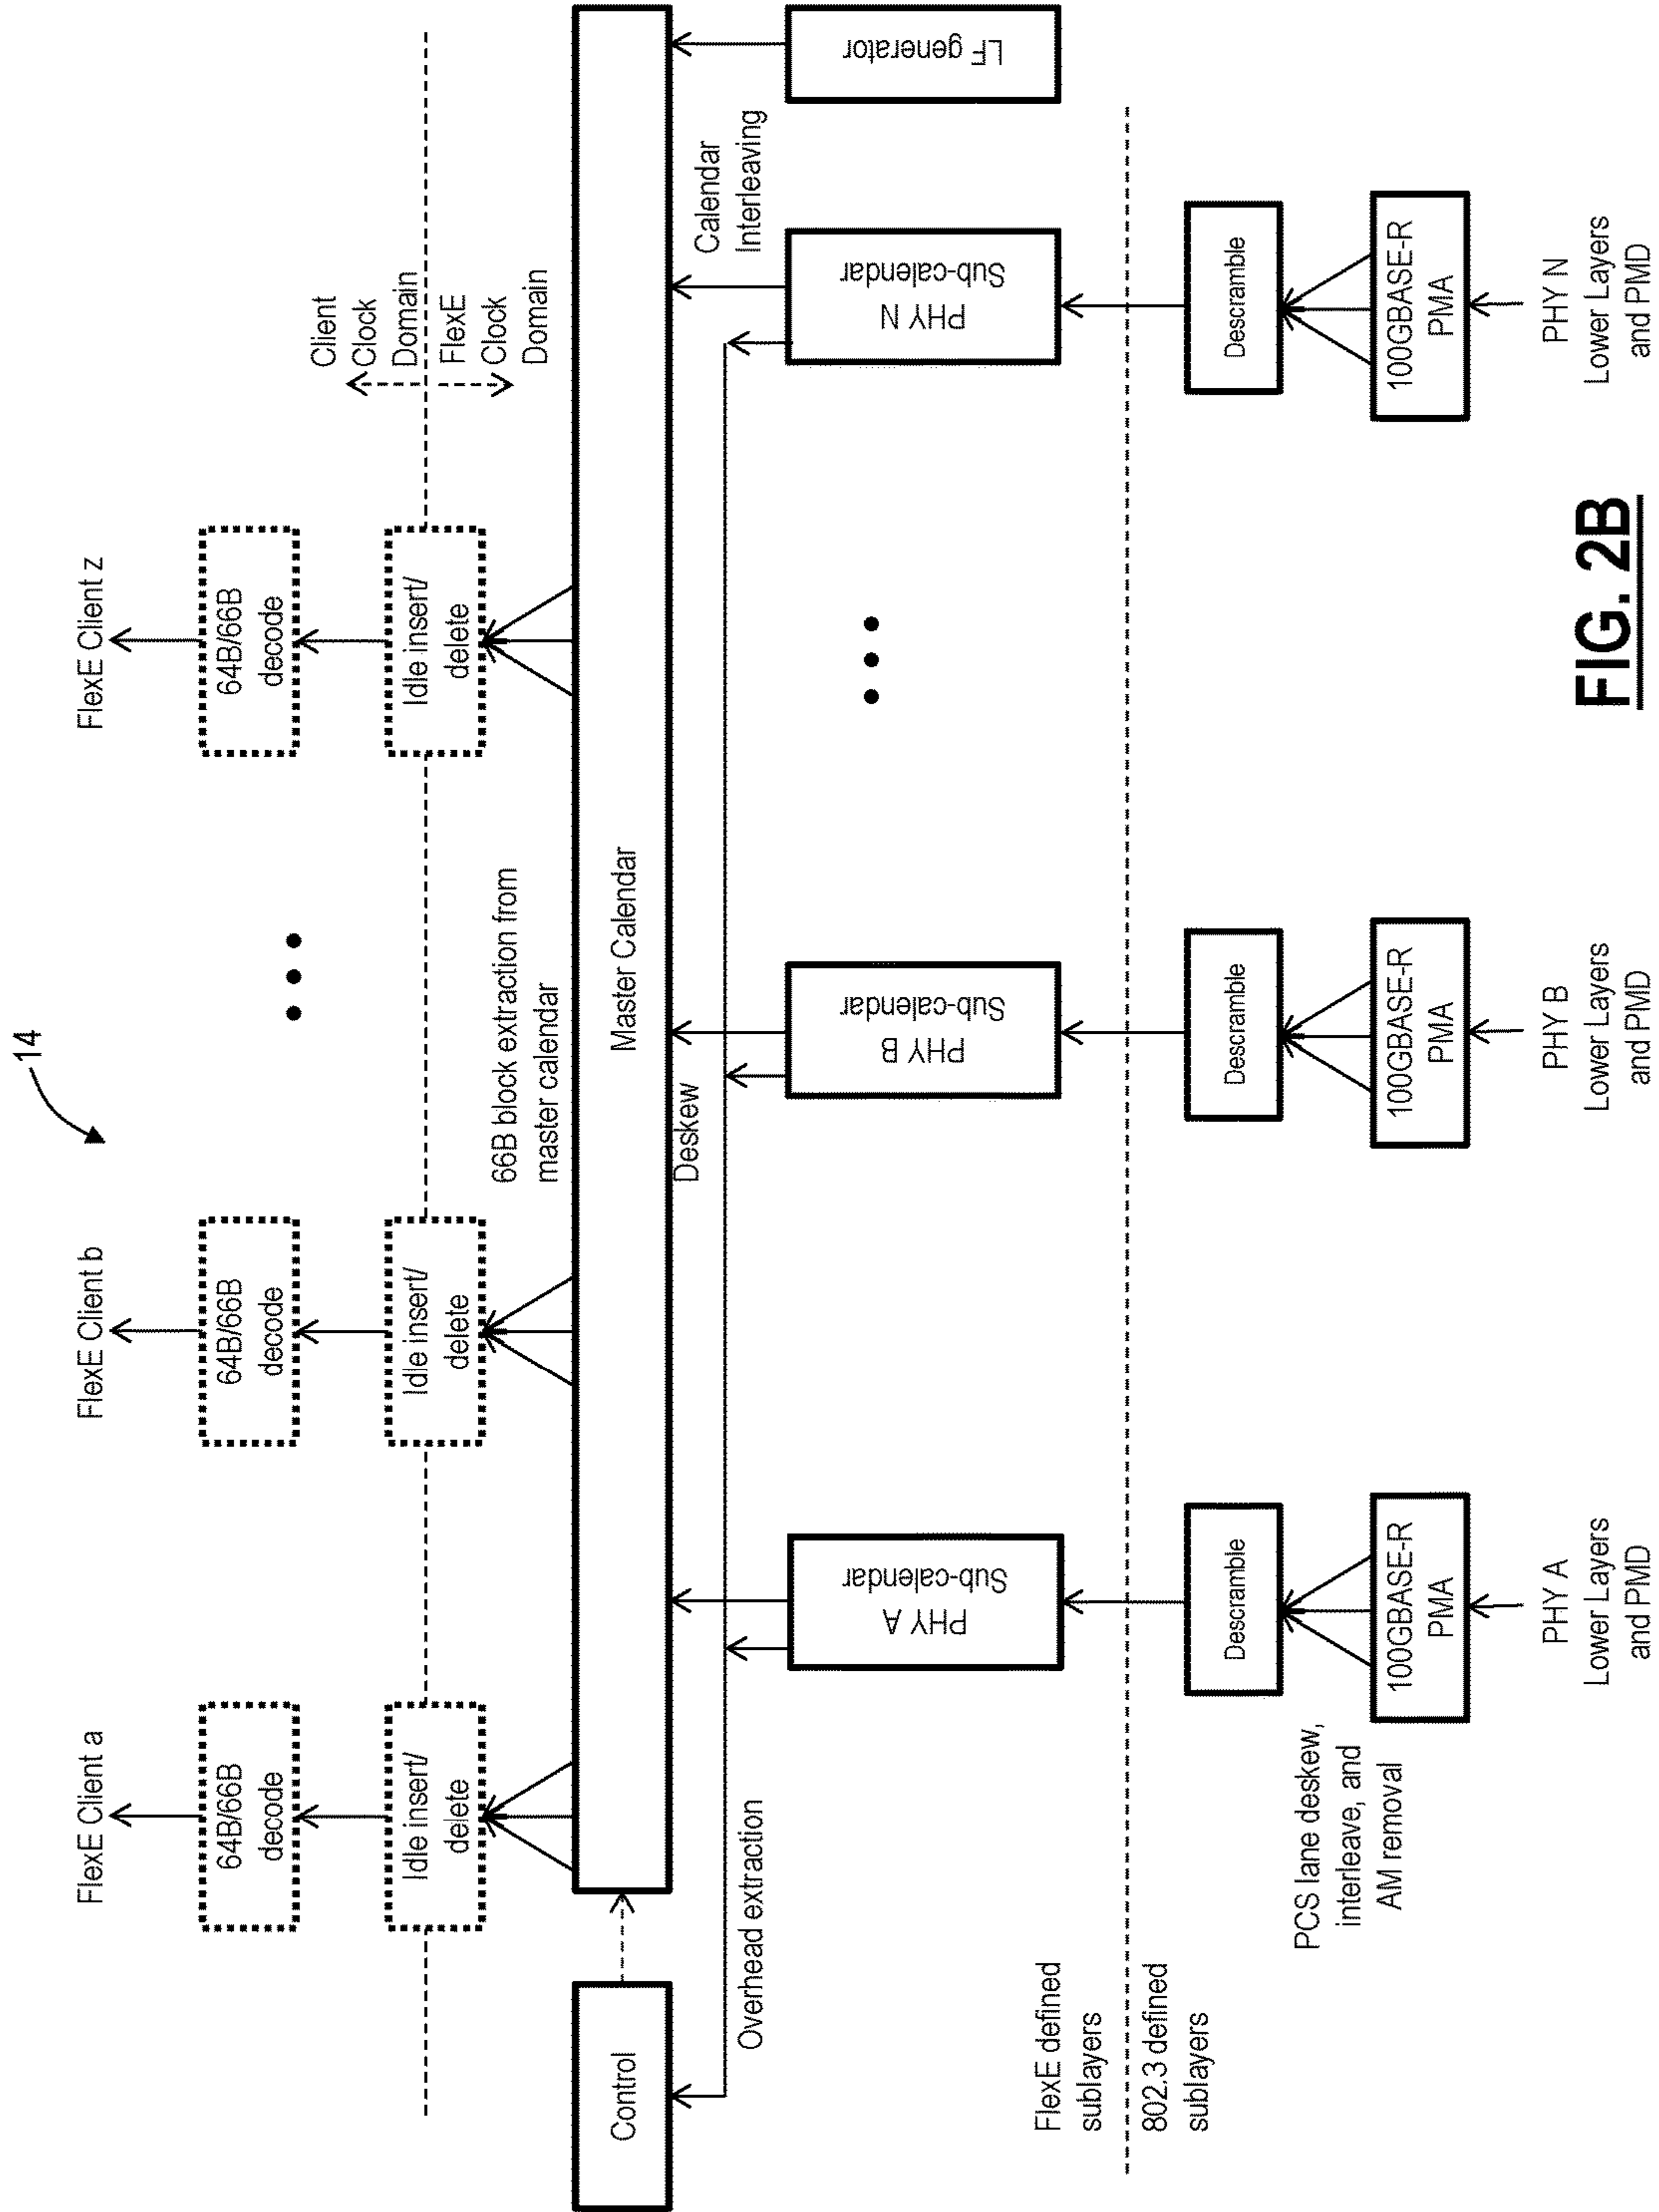 14
FlexE Client a
FlexE Client b
FlexE Client z
64B/66B
decode
64B/66B
decode
64B/66B
decode
Client
Clock
Domain
FlexE
Clock
Domain
Idle insert/
delete
Idle insert/
delete
Idle insert/
delete
66B block extraction from
master calendar
Control
Master Calendar
Deskew
Calendar
Interleaving
Overhead extraction
PHY A
Sub-calendar
PHY B
Sub-calendar
PHY N
Sub-calendar
LF generator
FlexE defined
sublayers
802.3 defined
sublayers
Descramble
Descramble
Descramble
PCS lane deskew,
interleave, and
AM removal
100GBASE-R
PMA
100GBASE-R
PMA
100GBASE-R
PMA
PHY A
Lower Layers
and PMD
PHY B
Lower Layers
and PMD
PHY N
Lower Layers
and PMD
FIG. 2B